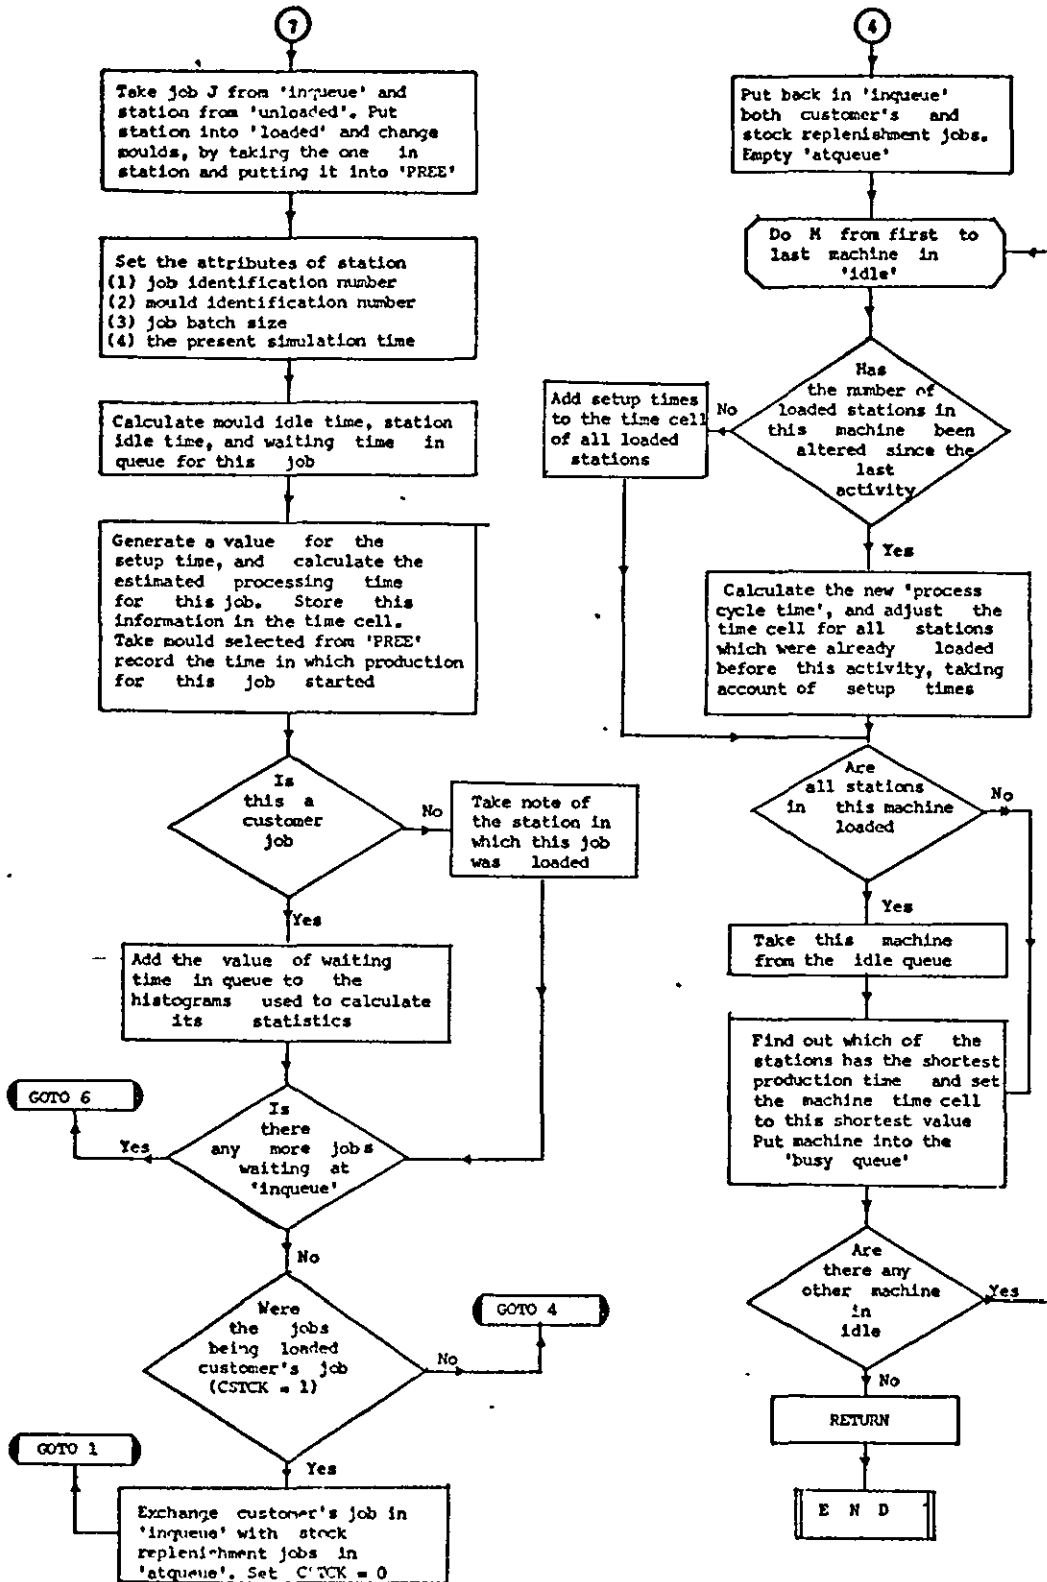 7
Take job J from 'inqueue' and
station from 'unloaded'. Put
station into 'loaded' and change
moulds, by taking the one in
station and putting it into 'PREE'
Set the attributes of station
(1) job identification number
(2) mould identification number
(3) job batch size
(4) the present simulation time
Calculate mould idle time, station
idle time, and waiting time in
queue for this job
Generate a value for the
setup time, and calculate the
estimated processing time
for this job. Store this
information in the time cell.
Take mould selected from 'PREE'
record the time in which production
for this job started
Is
this a
customer
job
No
Take note of
the station in
which this job
was loaded
Yes
Add the value of waiting
time in queue to the
histograms used to calculate
its statistics
GOTO 6
Yes
Is
there
any more jobs
waiting at
'inqueue'
No
Were
the jobs
being loaded
customer's job
(CSTCK = 1)
No
GOTO 4
GOTO 1
Yes
Exchange customer's job in
'inqueue' with stock
replenishment jobs in
'atqueue'. Set CSTCK = 0
4
Put back in 'inqueue'
both customer's and
stock replenishment jobs.
Empty 'atqueue'
Do M from first to
last machine in
'idle'
Has
the number of
loaded stations in
this machine been
altered since the
last
activity
No
Add setup times
to the time cell
of all loaded
stations
Yes
Calculate the new 'process
cycle time', and adjust the
time cell for all stations
which were already loaded
before this activity, taking
account of setup times
Are
all stations
in this machine
loaded
No
Yes
Take this machine
from the idle queue
Find out which of the
stations has the shortest
production time and set
the machine time cell
to this shortest value
Put machine into the
'busy queue'
Are
there any
other machine
in
idle
Yes
No
RETURN
E N D